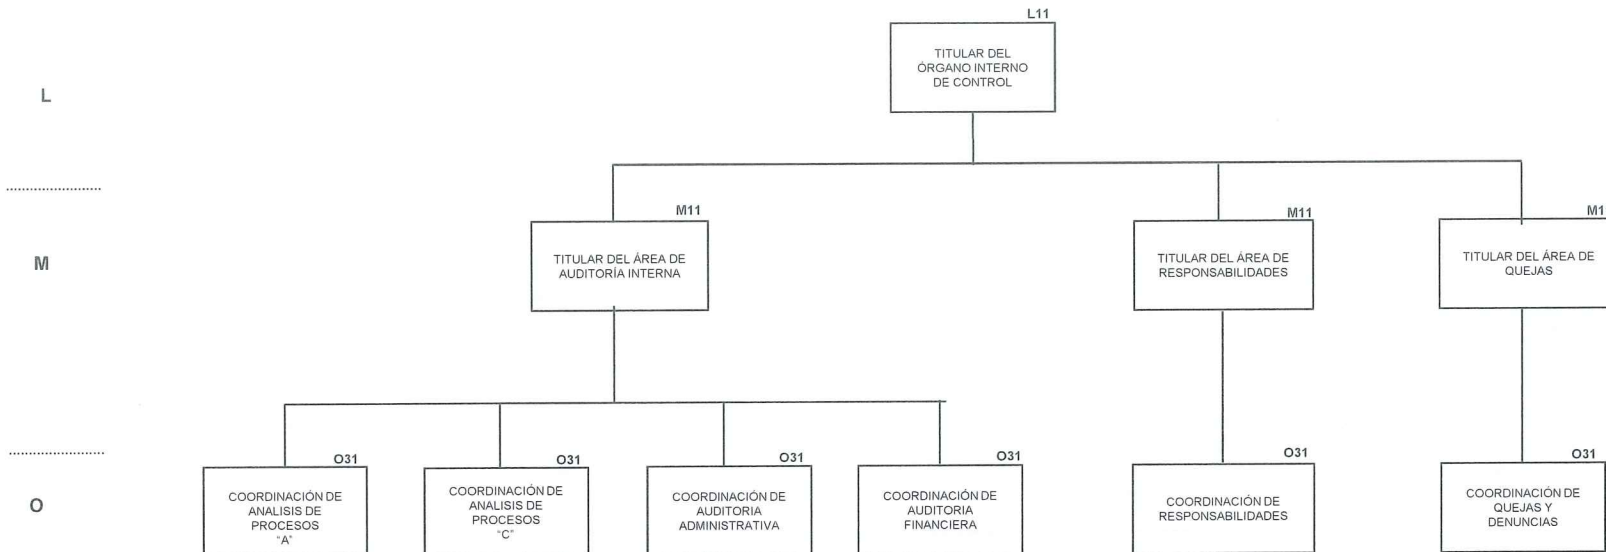 L11
TITULAR DEL
ÓRGANO INTERNO
DE CONTROL
L
M11
TITULAR DEL ÁREA DE
AUDITORÍA INTERNA
M11
TITULAR DEL ÁREA DE
RESPONSABILIDADES
M1
TITULAR DEL ÁREA DE
QUEJAS
M
O31
COORDINACIÓN DE
ANALISIS DE
PROCESOS
"A"
O31
COORDINACIÓN DE
ANALISIS DE
PROCESOS
"C"
O31
COORDINACIÓN DE
AUDITORIA
ADMINISTRATIVA
O31
COORDINACIÓN DE
AUDITORIA
FINANCIERA
O31
COORDINACIÓN DE
RESPONSABILIDADES
O31
COORDINACIÓN DE
QUEJAS Y
DENUNCIAS
O